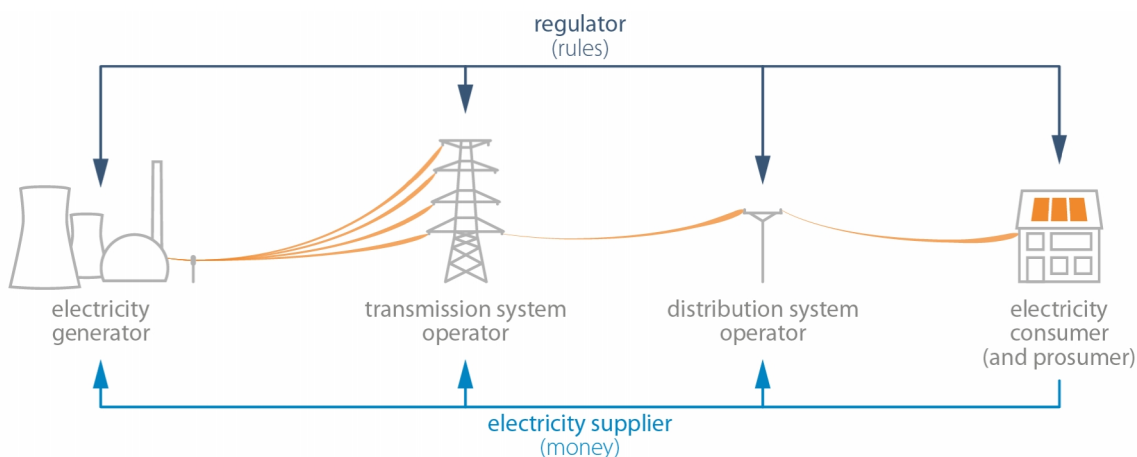 regulator
(rules)
electricity
generator
transmission system
operator
distribution system
operator
electricity
consumer
(and prosumer)
electricity supplier
(money)